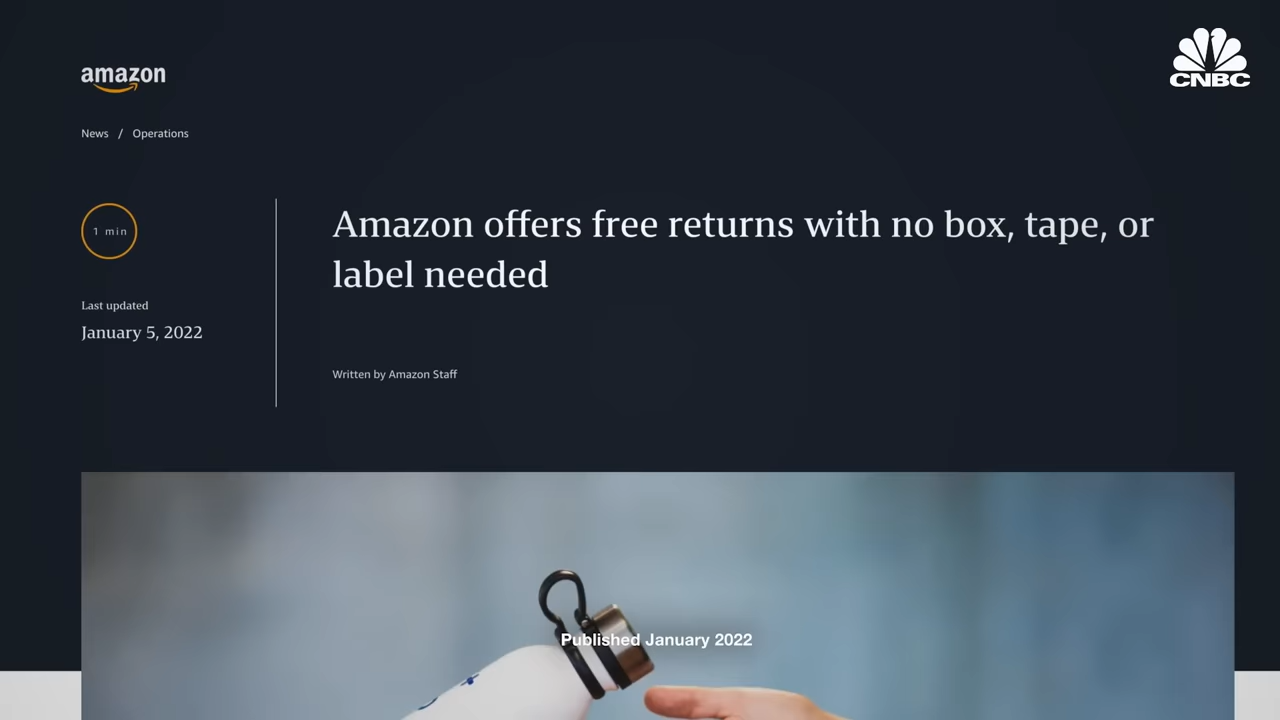 CNBC
amazon
News / Operations
1 min
Last updated
January 5, 2022
Amazon offers free returns with no box, tape, or
label needed
Written by Amazon Staff
Published January 2022